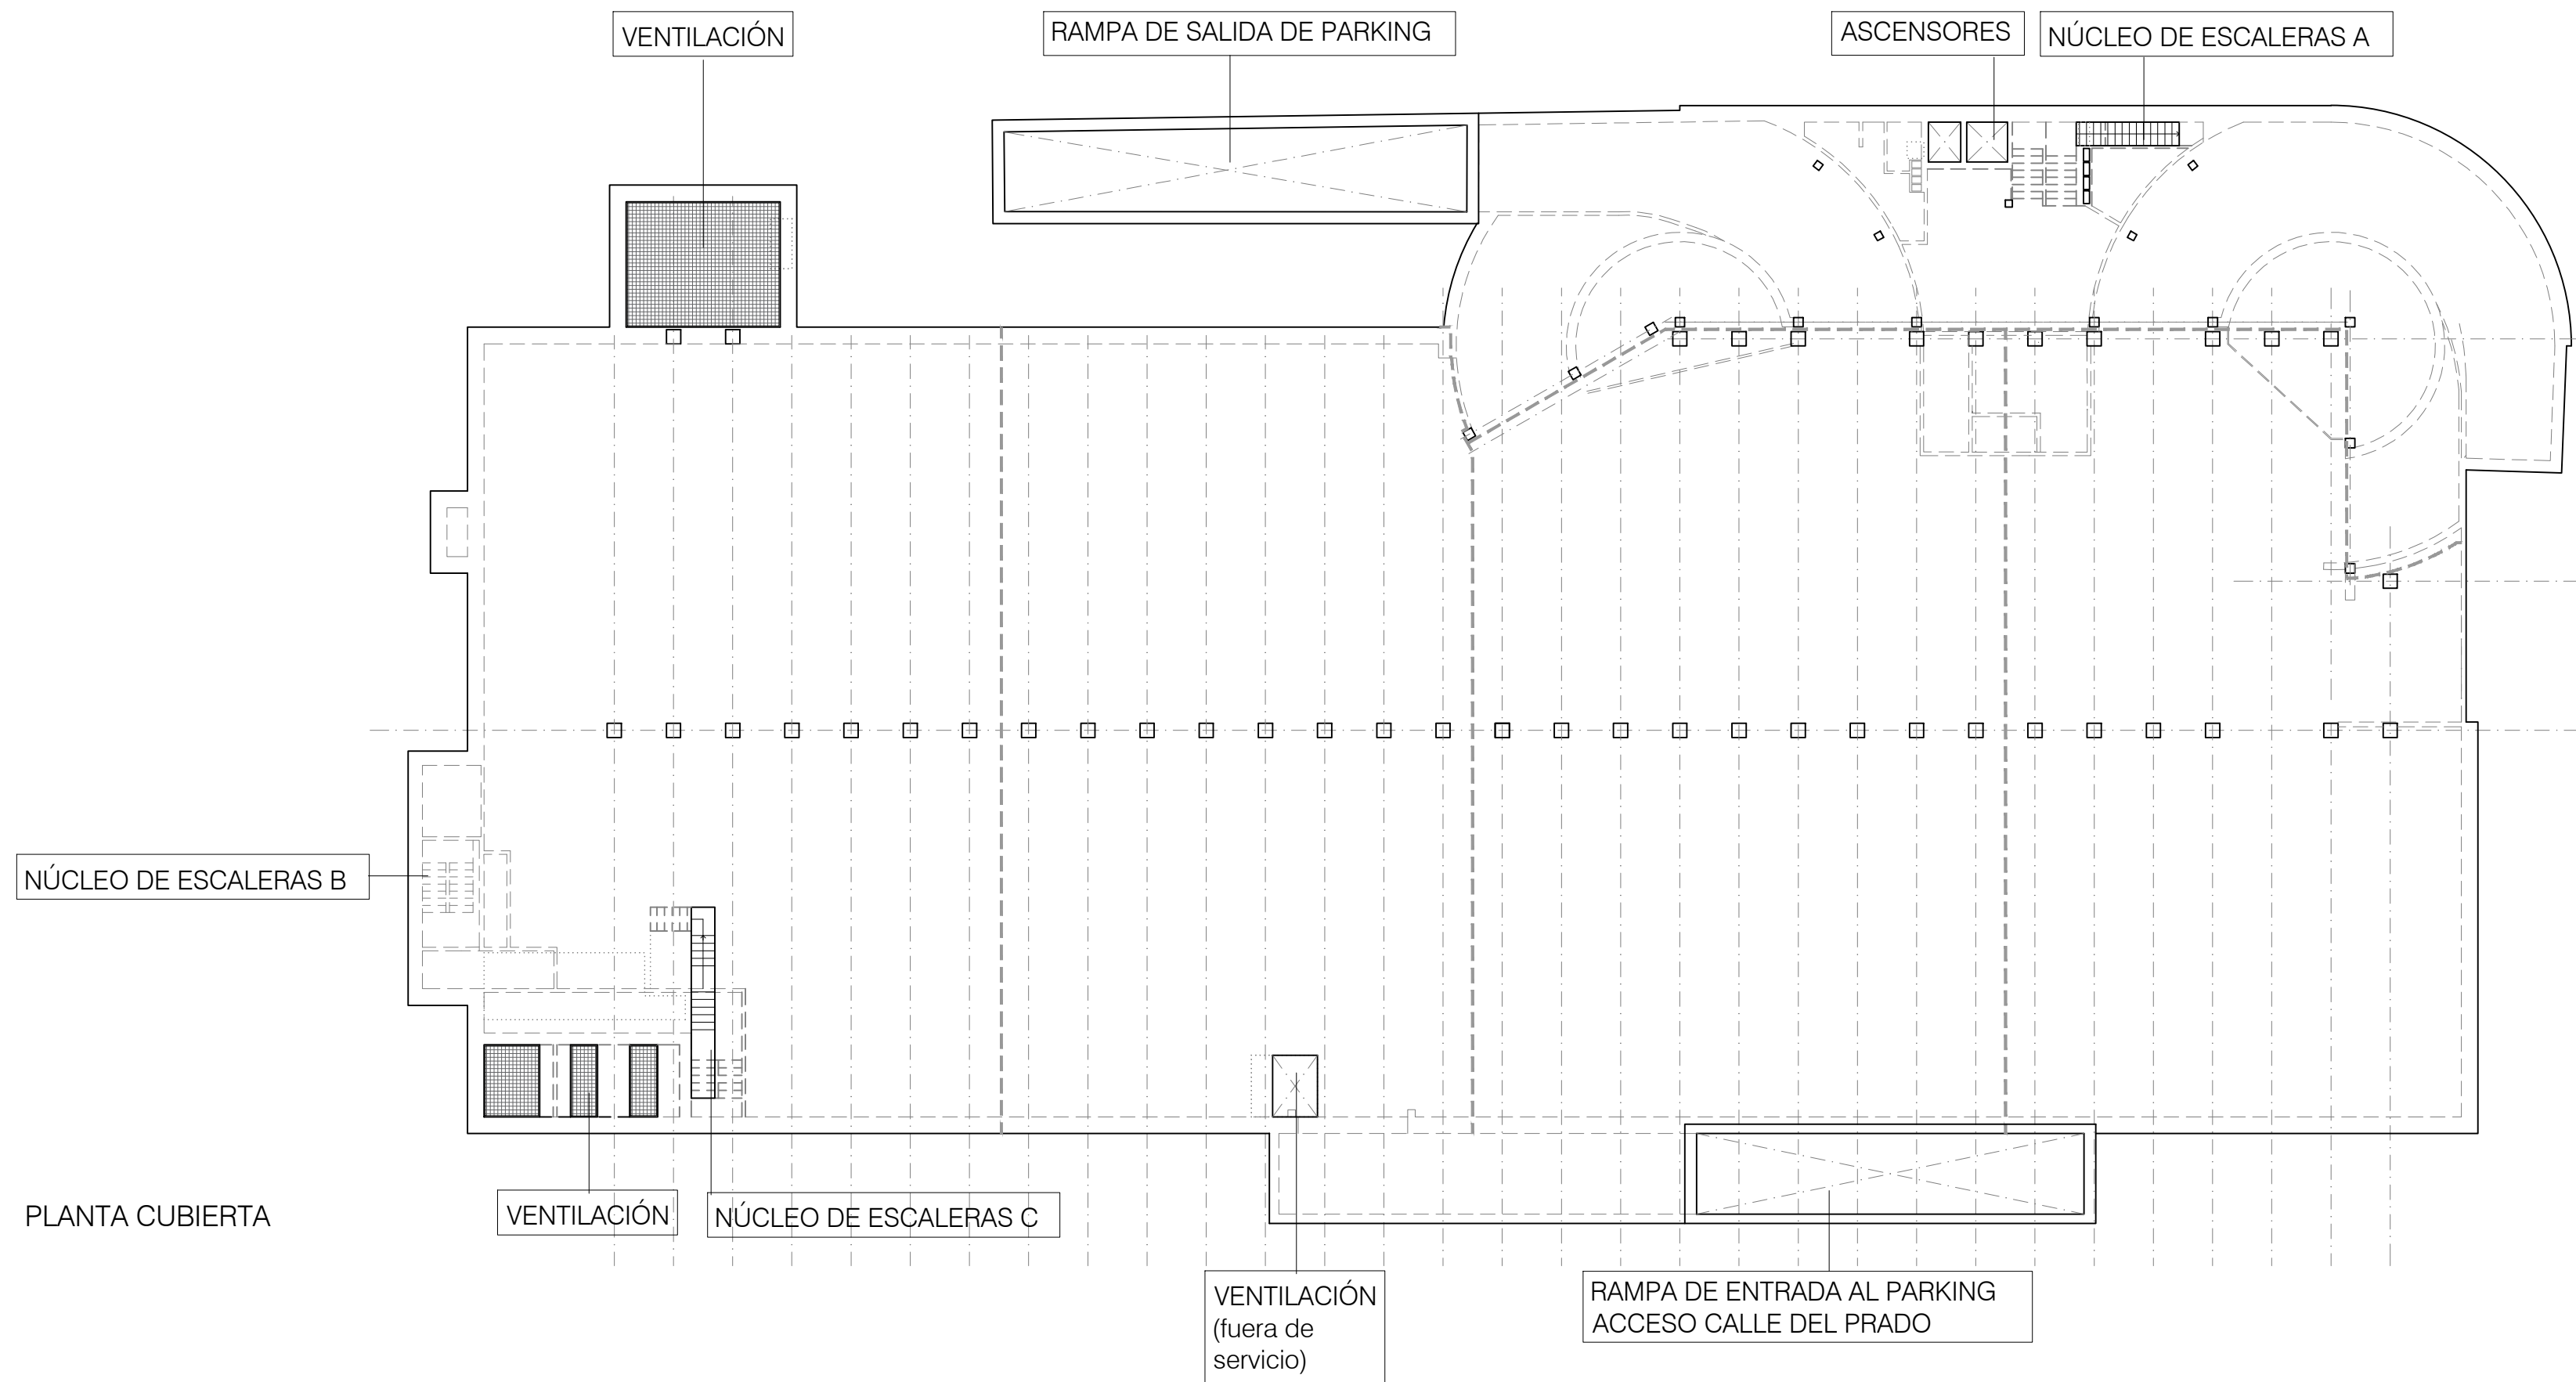 VENTILACIÓN
RAMPA DE SALIDA DE PARKING
ASCENSORES
NÚCLEO DE ESCALERAS A
NÚCLEO DE ESCALERAS B
PLANTA CUBIERTA
VENTILACIÓN
NÚCLEO DE ESCALERAS C
VENTILACIÓN
(fuera de
servicio)
RAMPA DE ENTRADA AL PARKING
ACCESO CALLE DEL PRADO